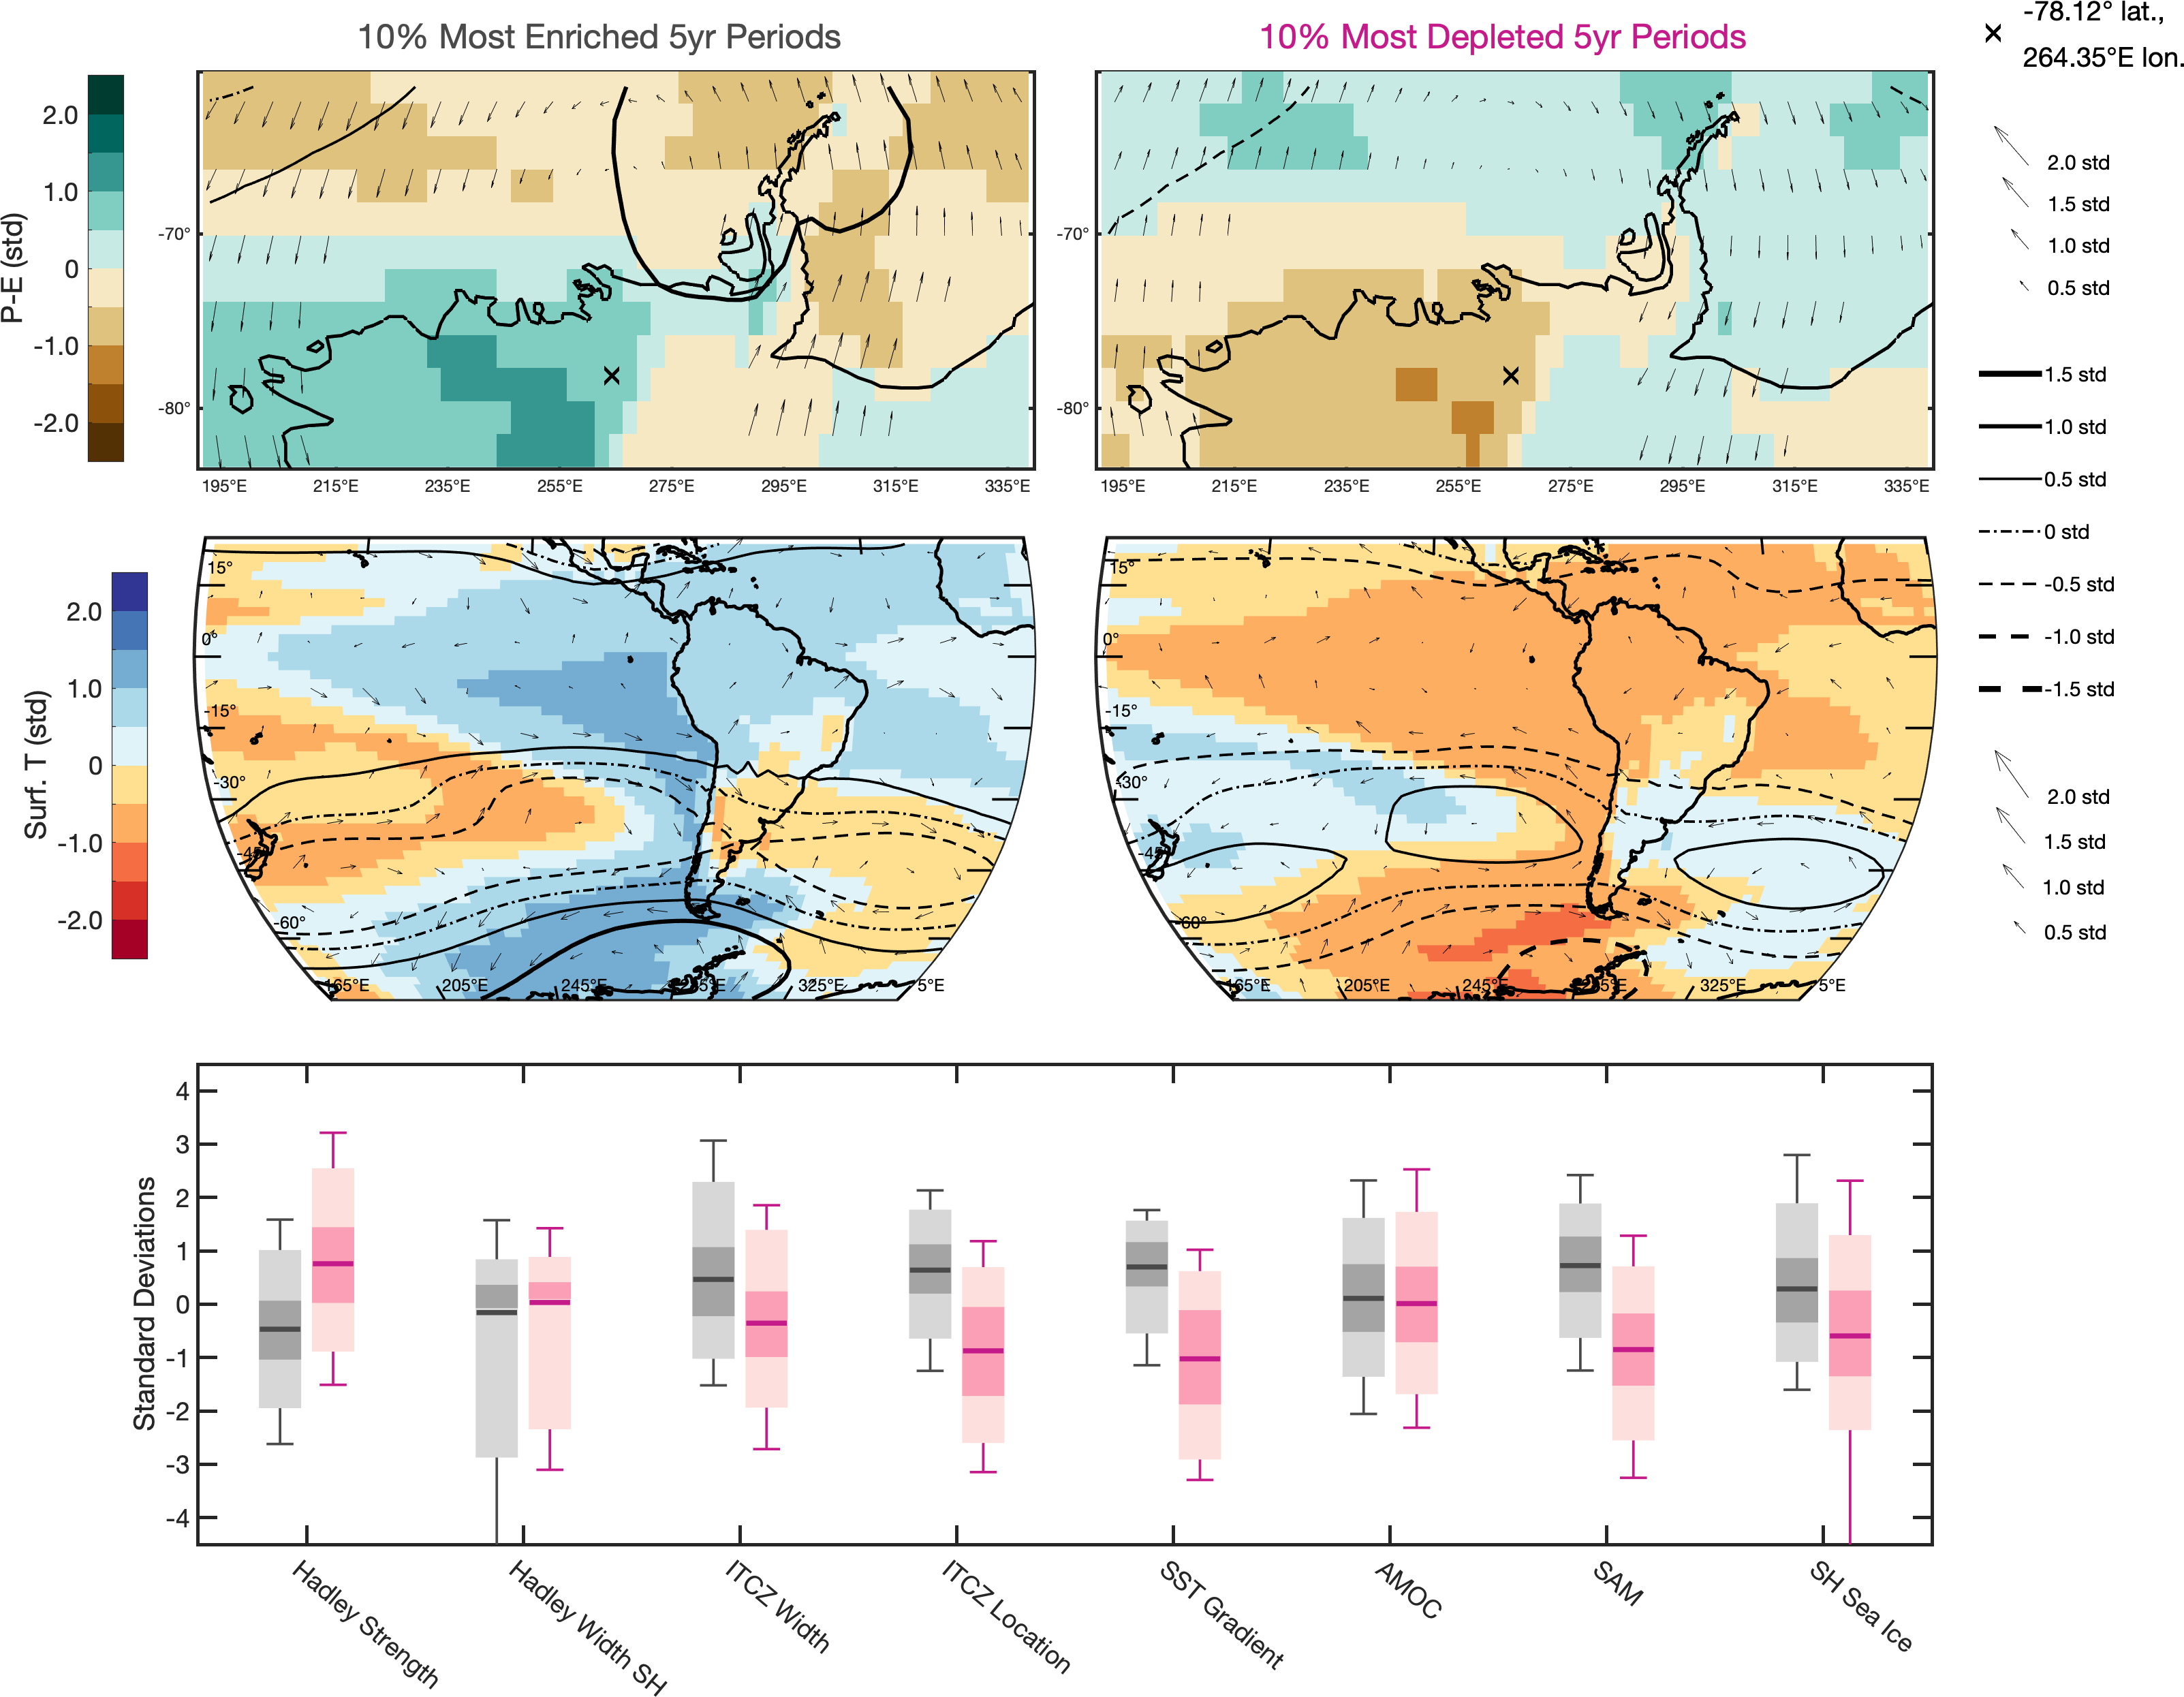 10% Most Enriched 5yr Periods
10% Most Depleted 5yr Periods
-78.12° lat.,
264.35°E lon.
P-E (std)
2.0
1.0
0
-1.0
-2.0
-70°
-80°
195°E 215°E 235°E 255°E 275°E 295°E 315°E 335°E
-70°
-80°
195°E 215°E 235°E 255°E 275°E 295°E 315°E 335°E
2.0 std
1.5 std
1.0 std
0.5 std
1.5 std
1.0 std
0.5 std
0 std
-0.5 std
-1.0 std
-1.5 std
Surf. T (std)
2.0
1.0
0
-1.0
-2.0
15°
0°
-15°
-30°
-45°
-60°
165°E 205°E 245°E 285°E 325°E 5°E
15°
0°
-15°
-30°
-45°
-60°
165°E 205°E 245°E 285°E 325°E 5°E
2.0 std
1.5 std
1.0 std
0.5 std
Standard Deviations
4
3
2
1
0
-1
-2
-3
-4
Hadley Strength
Hadley Width SH
ITCZ Width
ITCZ Location
SST Gradient
AMOC
SAM
SH Sea Ice